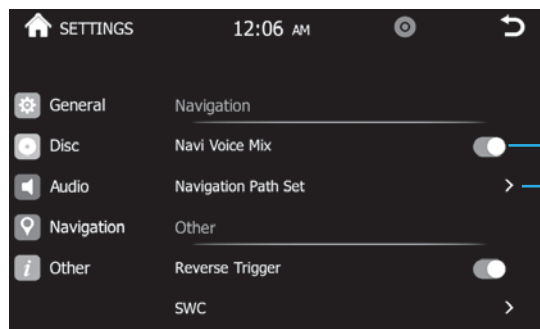 SETTINGS 12:06 AM
General Navigation
Disc Navi Voice Mix
Audio Navigation Path Set
Navigation Other
Other Reverse Trigger
SWC